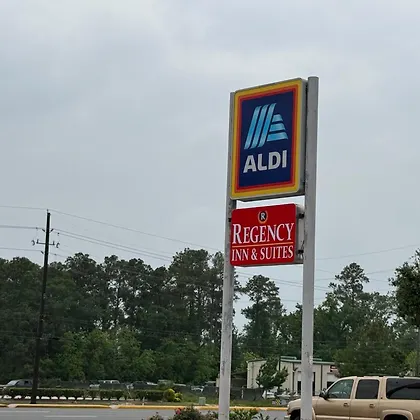 ALDI
R
REGENCY
INN & SUITES